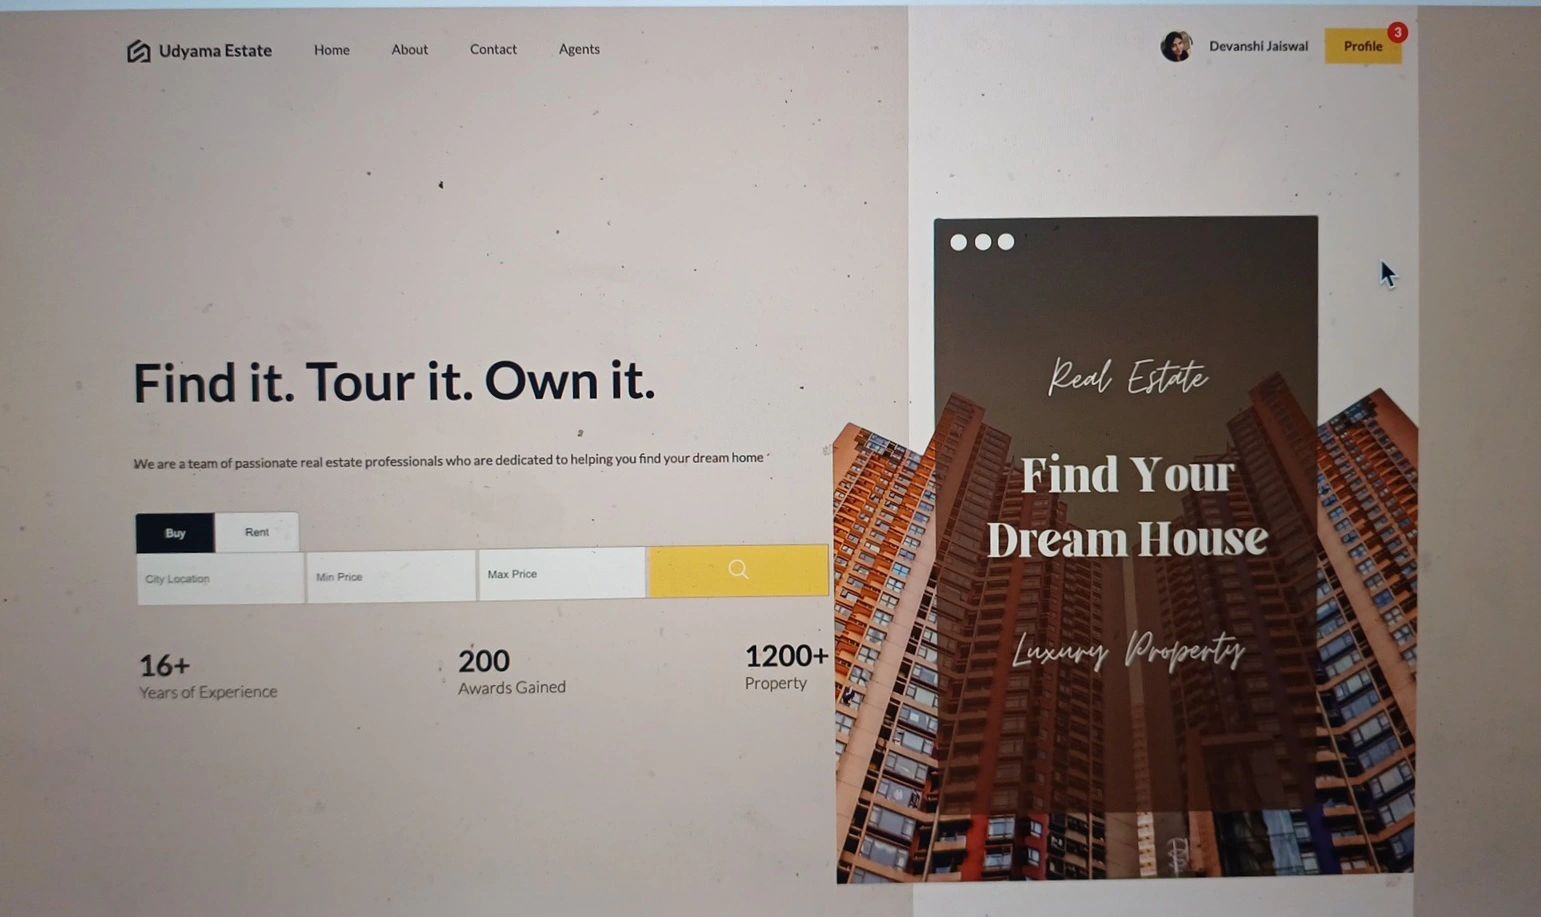 Udyama Estate Home About Contact Agents
Devanshi Jaiswal Profile 3
Find it. Tour it. Own it.
We are a team of passionate real estate professionals who are dedicated to helping you find your dream home
Buy Rent
City Location Min Price Max Price
16+ 200 1200+
Years of Experience Awards Gained Property
Real Estate
Find Your
Dream House
Luxury Property